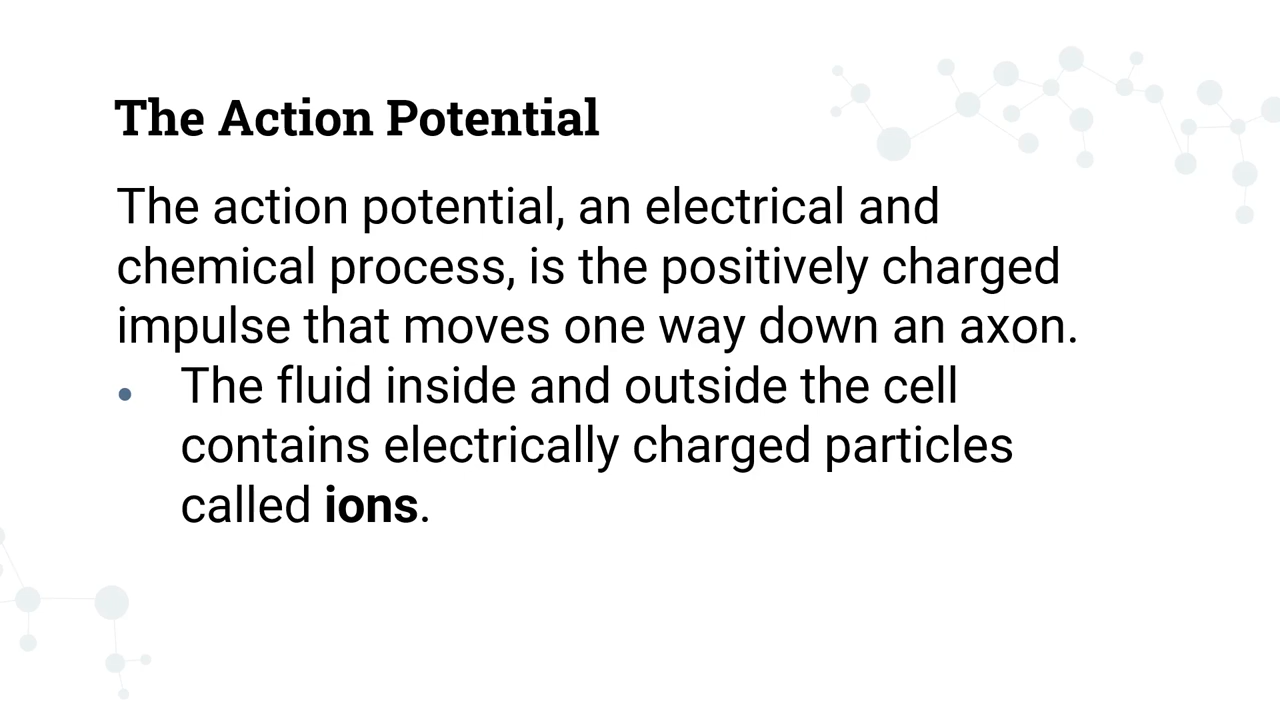 The Action Potential
The action potential, an electrical and
chemical process, is the positively charged
impulse that moves one way down an axon.
• The fluid inside and outside the cell
contains electrically charged particles
called ions.